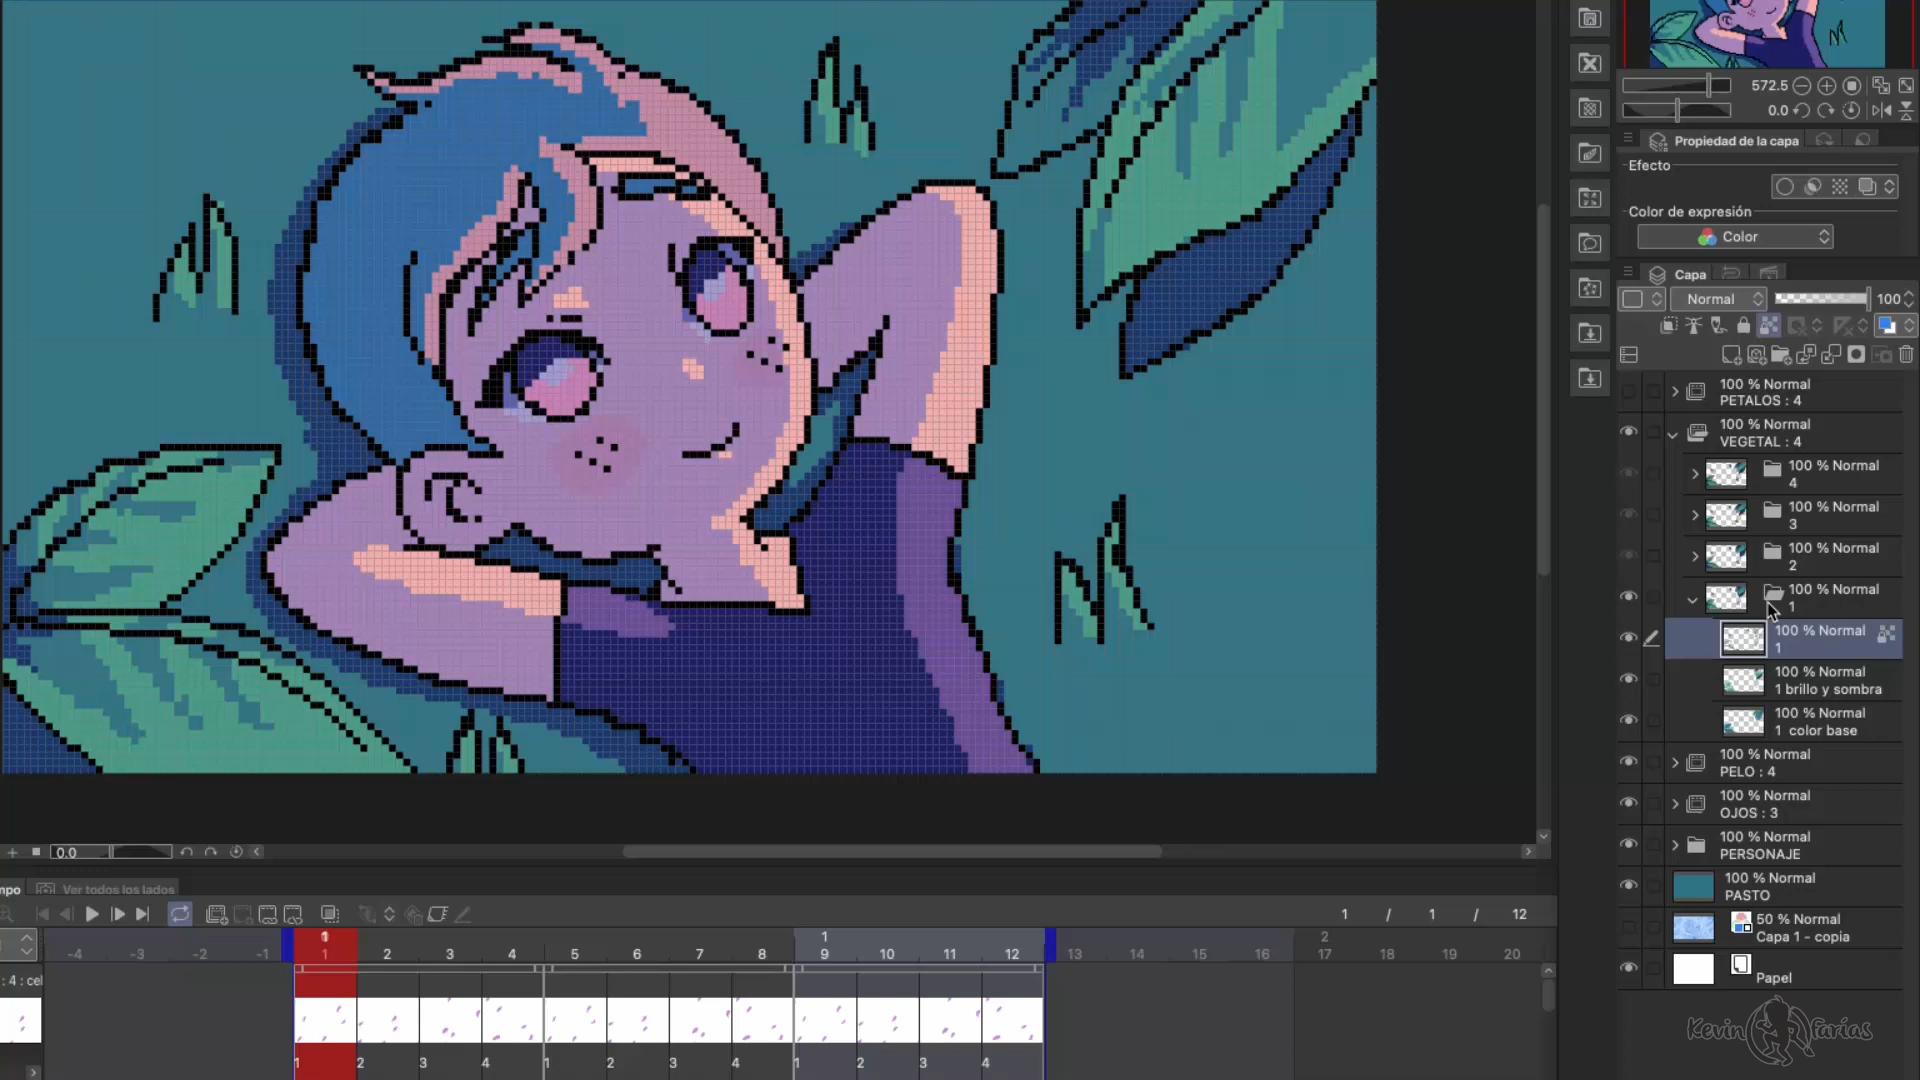 572.5
0.0
Propiedad de la capa
Efecto
Color de expresión
Color
Capa
Normal
100
100 % Normal
PETALOS : 4
100 % Normal
VEGETAL : 4
100 % Normal
4
100 % Normal
3
100 % Normal
2
100 % Normal
1
100 % Normal
1
100 % Normal
1 brillo y sombra
100 % Normal
1 color base
100 % Normal
PELO : 4
100 % Normal
OJOS : 3
100 % Normal
PERSONAJE
100 % Normal
PASTO
50 % Normal
Capa 1 - copia
Papel
Kevin Farías
0.0
mpo
Ver todos los lados
1 / 1 / 12
1 1 2
-4 -3 -2 -1 1 2 3 4 5 6 7 8 9 10 11 12 13 14 15 16 17 18 19 20
: 4 : cel
1 2 3 4 1 2 3 4 1 2 3 4